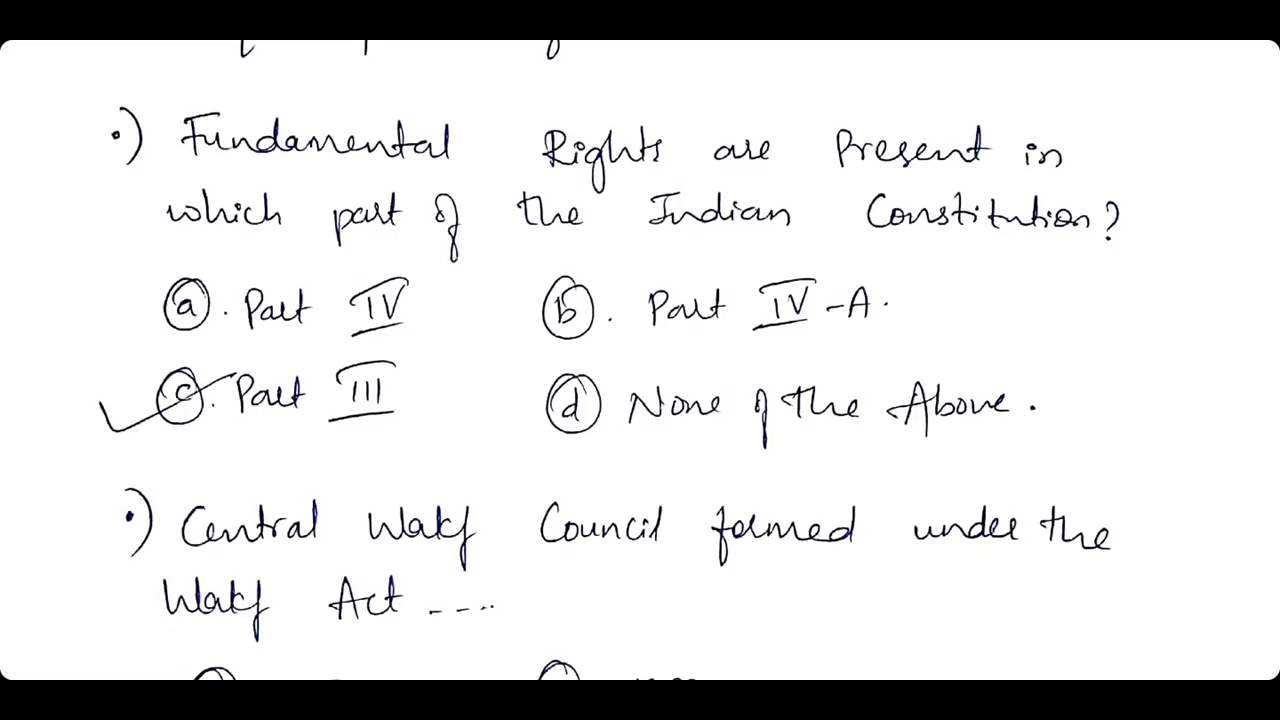 •) Fundamental Rights are Present in
which part of the Indian Constitution?
(a). Part IV (b). Part IV-A.
(c). Part III (d) None of the Above.
•) Central Wakf Council formed under the
Wakf Act ----